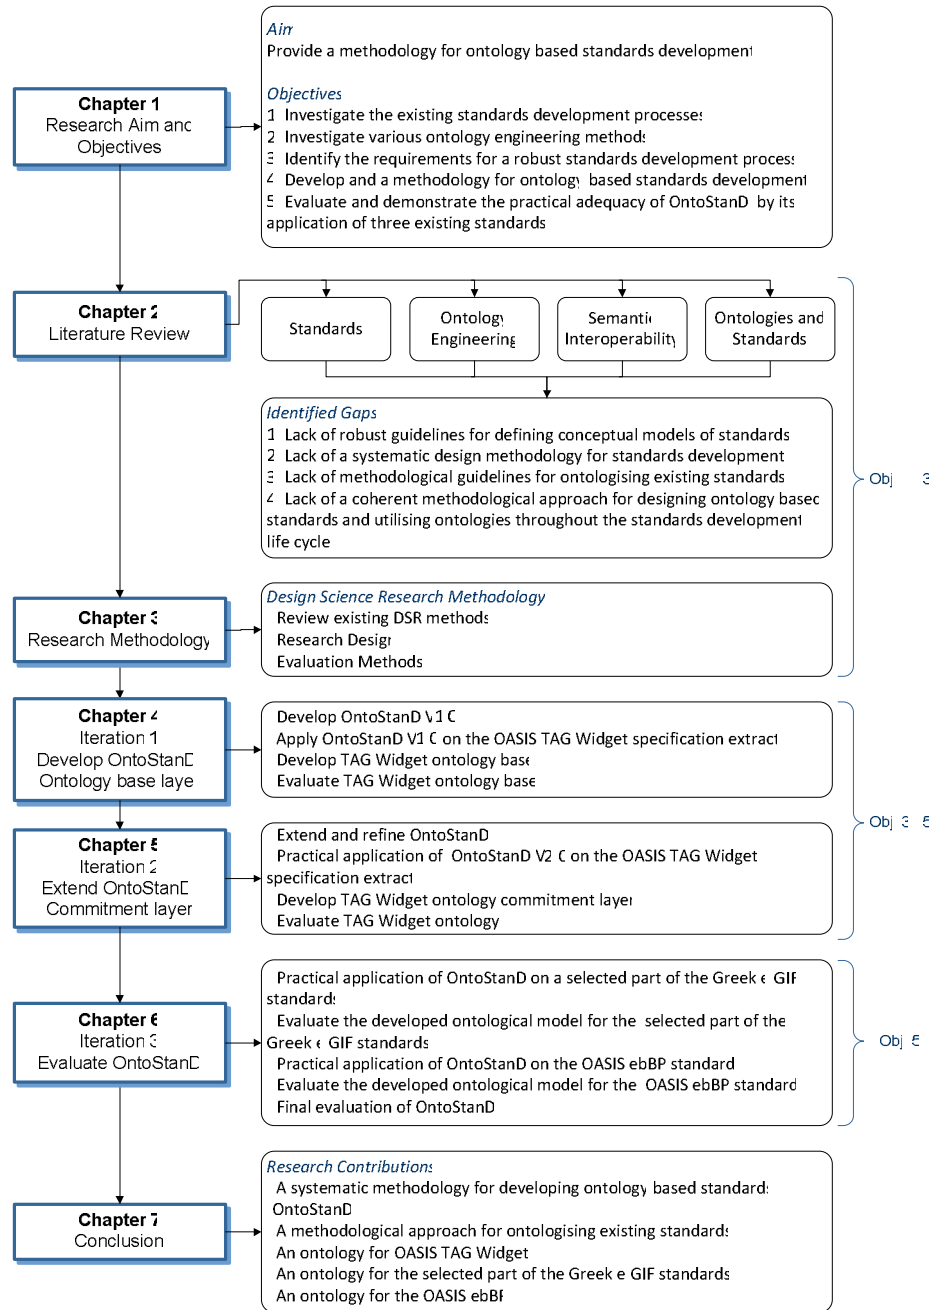 Aim
Provide a methodology for ontology based standards development
Objectives
1 Investigate the existing standards development processes
2 Investigate various ontology engineering methods
3 Identify the requirements for a robust standards development process
4 Develop and a methodology for ontology based standards development
5 Evaluate and demonstrate the practical adequacy of OntoStanD by its
application of three existing standards
Chapter 1
Research Aim and
Objectives
Chapter 2
Literature Review
Standards
Ontology
Engineering
Semantic
Interoperability
Ontologies and
Standards
Identified Gaps
1 Lack of robust guidelines for defining conceptual models of standards
2 Lack of a systematic design methodology for standards development
3 Lack of methodological guidelines for ontologising existing standards
4 Lack of a coherent methodological approach for designing ontology based
standards and utilising ontologies throughout the standards development
life cycle
Obj 3
Chapter 3
Research Methodology
Design Science Research Methodology
Review existing DSR methods
Research Design
Evaluation Methods
Chapter 4
Iteration 1
Develop OntoStanD
Ontology base layer
Develop OntoStanD V1 0
Apply OntoStanD V1 0 on the OASIS TAG Widget specification extract
Develop TAG Widget ontology base
Evaluate TAG Widget ontology base
Obj 3 5
Chapter 5
Iteration 2
Extend OntoStanD
Commitment layer
Extend and refine OntoStanD
Practical application of OntoStanD V2 0 on the OASIS TAG Widget
specification extract
Develop TAG Widget ontology commitment layer
Evaluate TAG Widget ontology
Chapter 6
Iteration 3
Evaluate OntoStanD
Practical application of OntoStanD on a selected part of the Greek e GIF
standards
Evaluate the developed ontological model for the selected part of the
Greek e GIF standards
Practical application of OntoStanD on the OASIS ebBP standard
Evaluate the developed ontological model for the OASIS ebBP standard
Final evaluation of OntoStanD
Obj 5
Chapter 7
Conclusion
Research Contributions
A systematic methodology for developing ontology based standards
OntoStanD
A methodological approach for ontologising existing standards
An ontology for OASIS TAG Widget
An ontology for the selected part of the Greek e GIF standards
An ontology for the OASIS ebBP